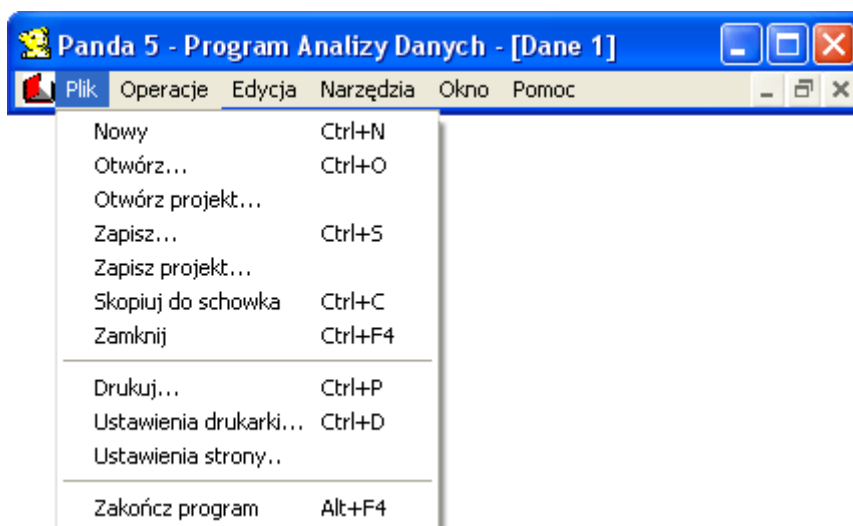 Panda 5 - Program Analizy Danych - [Dane 1]
Plik Operacje Edycja Narzędzia Okno Pomoc
Nowy Ctrl+N
Otwórz... Ctrl+O
Otwórz projekt...
Zapisz... Ctrl+S
Zapisz projekt...
Skopiuj do schowka Ctrl+C
Zamknij Ctrl+F4
Drukuj... Ctrl+P
Ustawienia drukarki... Ctrl+D
Ustawienia strony..
Zakończ program Alt+F4